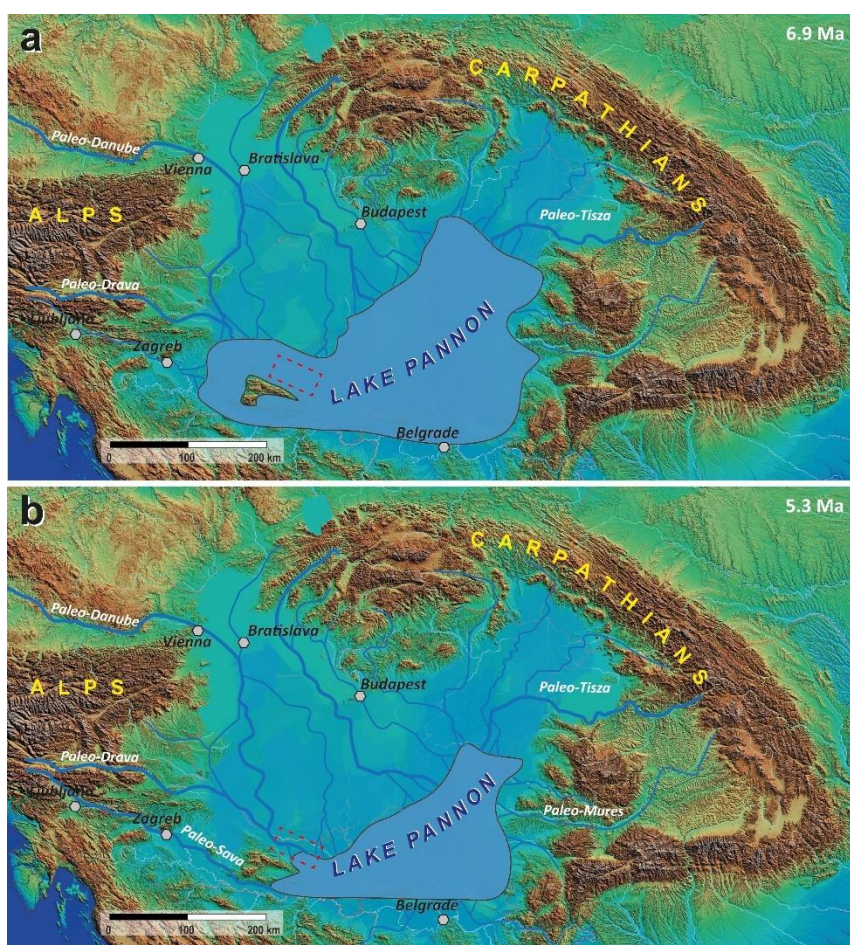 a
6.9 Ma
CARPATHIANS
Paleo-Danube
Vienna
Bratislava
ALPS
Budapest
Paleo-Tisza
Paleo-Drava
Ljubljana
Zagreb
LAKE PANNON
Belgrade
0 100 200 km
b
5.3 Ma
CARPATHIANS
Paleo-Danube
Vienna
Bratislava
ALPS
Budapest
Paleo-Tisza
Paleo-Drava
Ljubljana
Zagreb
Paleo-Sava
Paleo-Mures
LAKE PANNON
Belgrade
0 100 200 km